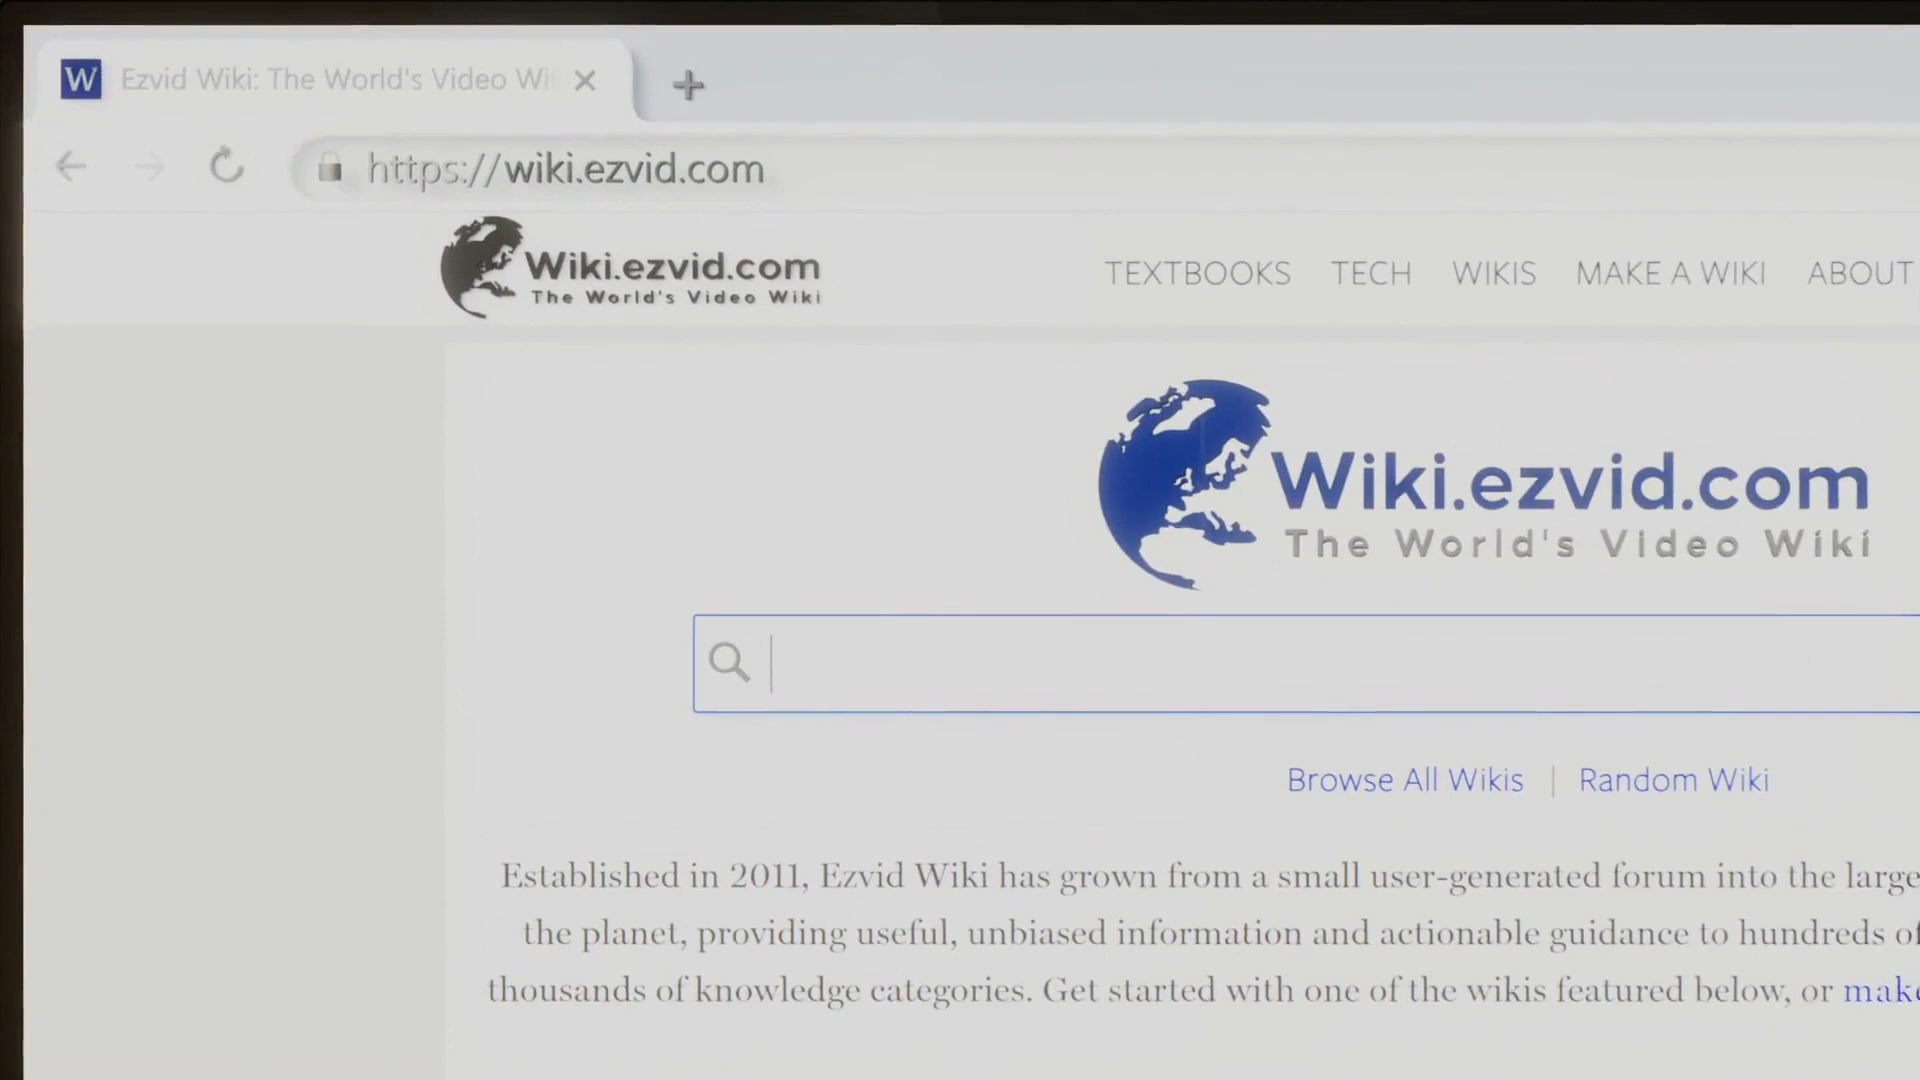 W Ezvid Wiki: The World's Video Wi
https://wiki.ezvid.com
Wiki.ezvid.com
The World's Video Wiki
TEXTBOOKS TECH WIKIS MAKE A WIKI ABOUT
Wiki.ezvid.com
The World's Video Wiki
Browse All Wikis | Random Wiki
Established in 2011, Ezvid Wiki has grown from a small user-generated forum into the large
the planet, providing useful, unbiased information and actionable guidance to hundreds of
thousands of knowledge categories. Get started with one of the wikis featured below, or make